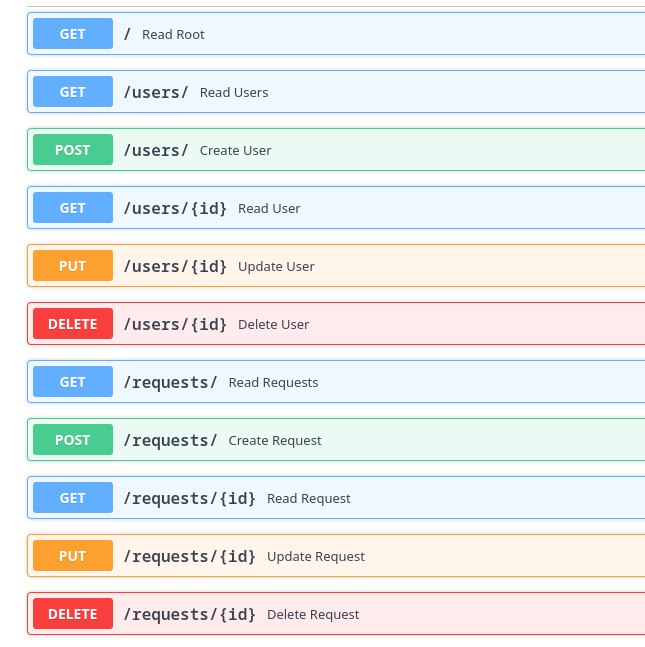 GET / Read Root
GET /users/ Read Users
POST /users/ Create User
GET /users/{id} Read User
PUT /users/{id} Update User
DELETE /users/{id} Delete User
GET /requests/ Read Requests
POST /requests/ Create Request
GET /requests/{id} Read Request
PUT /requests/{id} Update Request
DELETE /requests/{id} Delete Request